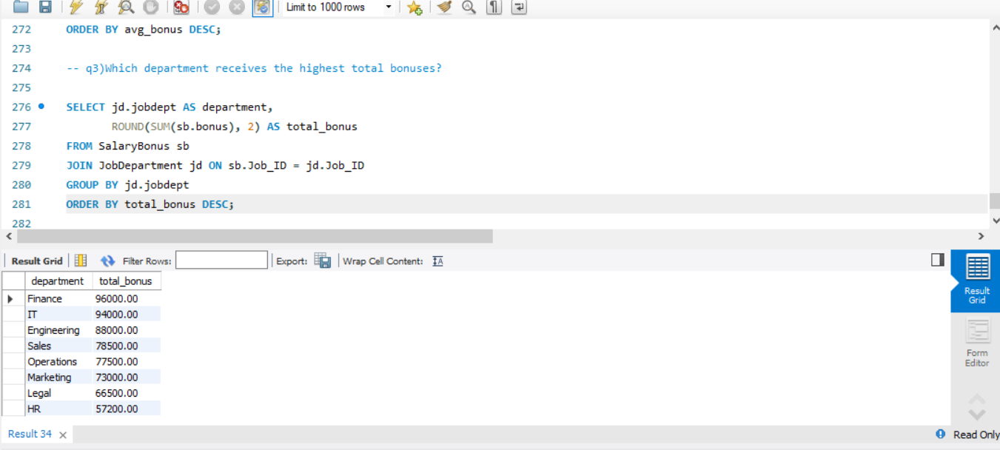 Limit to 1000 rows
272 ORDER BY avg_bonus DESC;
273
274 -- q3)Which department receives the highest total bonuses?
275
276 SELECT jd.jobdept AS department,
277 ROUND(SUM(sb.bonus), 2) AS total_bonus
278 FROM SalaryBonus sb
279 JOIN JobDepartment jd ON sb.Job_ID = jd.Job_ID
280 GROUP BY jd.jobdept
281 ORDER BY total_bonus DESC;
282
Result Grid Filter Rows: Export: Wrap Cell Content: IA
department total_bonus
Finance 96000.00
IT 94000.00
Engineering 88000.00
Sales 78500.00
Operations 77500.00
Marketing 73000.00
Legal 66500.00
HR 57200.00
Result
Grid
Form
Editor
Result 34 Read Only